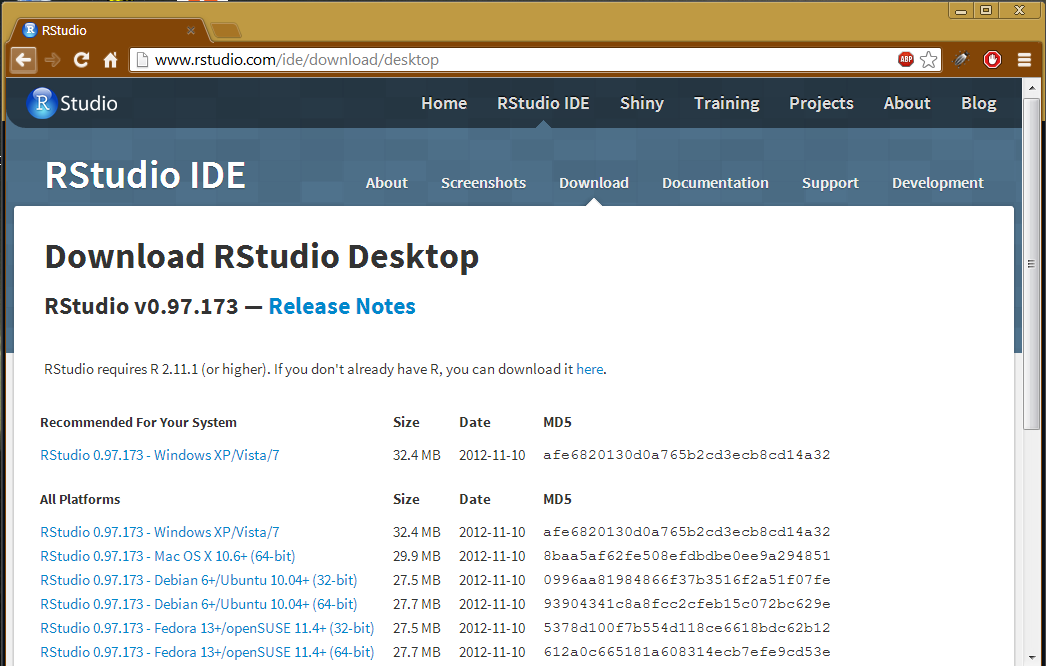 RStudio
www.rstudio.com/ide/download/desktop ABP
R Studio Home RStudio IDE Shiny Training Projects About Blog
RStudio IDE About Screenshots Download Documentation Support Development
Download RStudio Desktop
RStudio v0.97.173 — Release Notes
RStudio requires R 2.11.1 (or higher). If you don't already have R, you can download it here.
Recommended For Your System Size Date MD5
RStudio 0.97.173 - Windows XP/Vista/7 32.4 MB 2012-11-10 afe6820130d0a765b2cd3ecb8cd14a32
All Platforms Size Date MD5
RStudio 0.97.173 - Windows XP/Vista/7 32.4 MB 2012-11-10 afe6820130d0a765b2cd3ecb8cd14a32
RStudio 0.97.173 - Mac OS X 10.6+ (64-bit) 29.9 MB 2012-11-10 8baa5af62fe508efdbdbe0ee9a294851
RStudio 0.97.173 - Debian 6+/Ubuntu 10.04+ (32-bit) 27.5 MB 2012-11-10 0996aa81984866f37b3516f2a51f07fe
RStudio 0.97.173 - Debian 6+/Ubuntu 10.04+ (64-bit) 27.7 MB 2012-11-10 93904341c8a8fcc2cfeb15c072bc629e
RStudio 0.97.173 - Fedora 13+/openSUSE 11.4+ (32-bit) 27.5 MB 2012-11-10 5378d100f7b554d118ce6618bdc62b12
RStudio 0.97.173 - Fedora 13+/openSUSE 11.4+ (64-bit) 27.7 MB 2012-11-10 612a0c665181a608314ecb7efe9cd53e